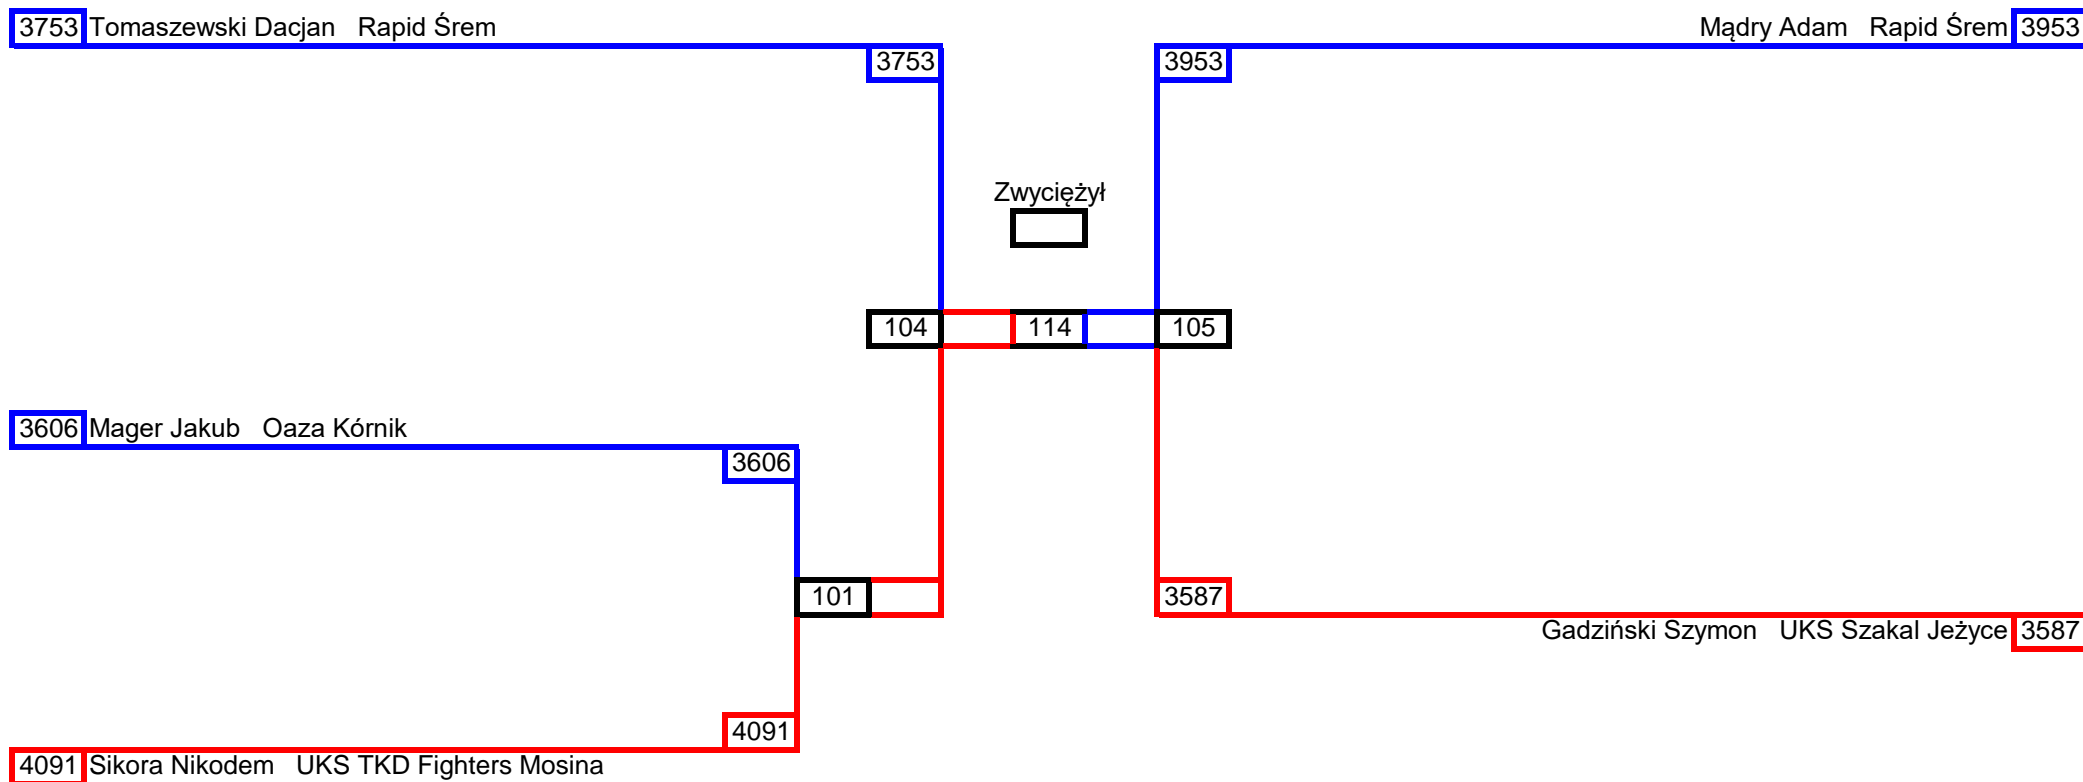 3753 Tomaszewski Dacjan Rapid Śrem
Mądry Adam Rapid Śrem 3953
3753
3953
Zwyciężył
104
114
105
3606 Mager Jakub Oaza Kórnik
3606
101
3587
Gadziński Szymon UKS Szakal Jeżyce 3587
4091
4091 Sikora Nikodem UKS TKD Fighters Mosina